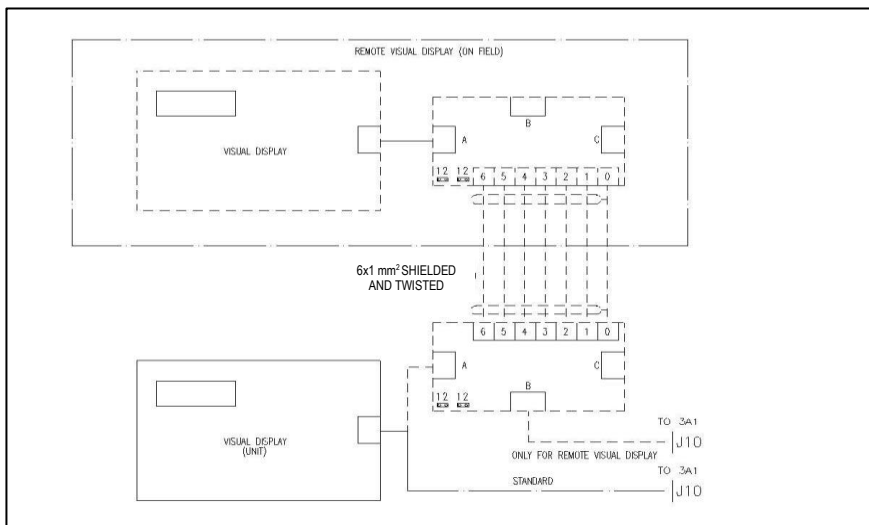 REMOTE VISUAL DISPLAY (ON FIELD)
VISUAL DISPLAY
A
B
C
12 12 6 5 4 3 2 1 0
6x1 mm² SHIELDED
AND TWISTED
6 5 4 3 2 1 0
A
B
C
12 12
VISUAL DISPLAY
(UNIT)
TO 3A1
J10
ONLY FOR REMOTE VISUAL DISPLAY
TO 3A1
STANDARD
J10